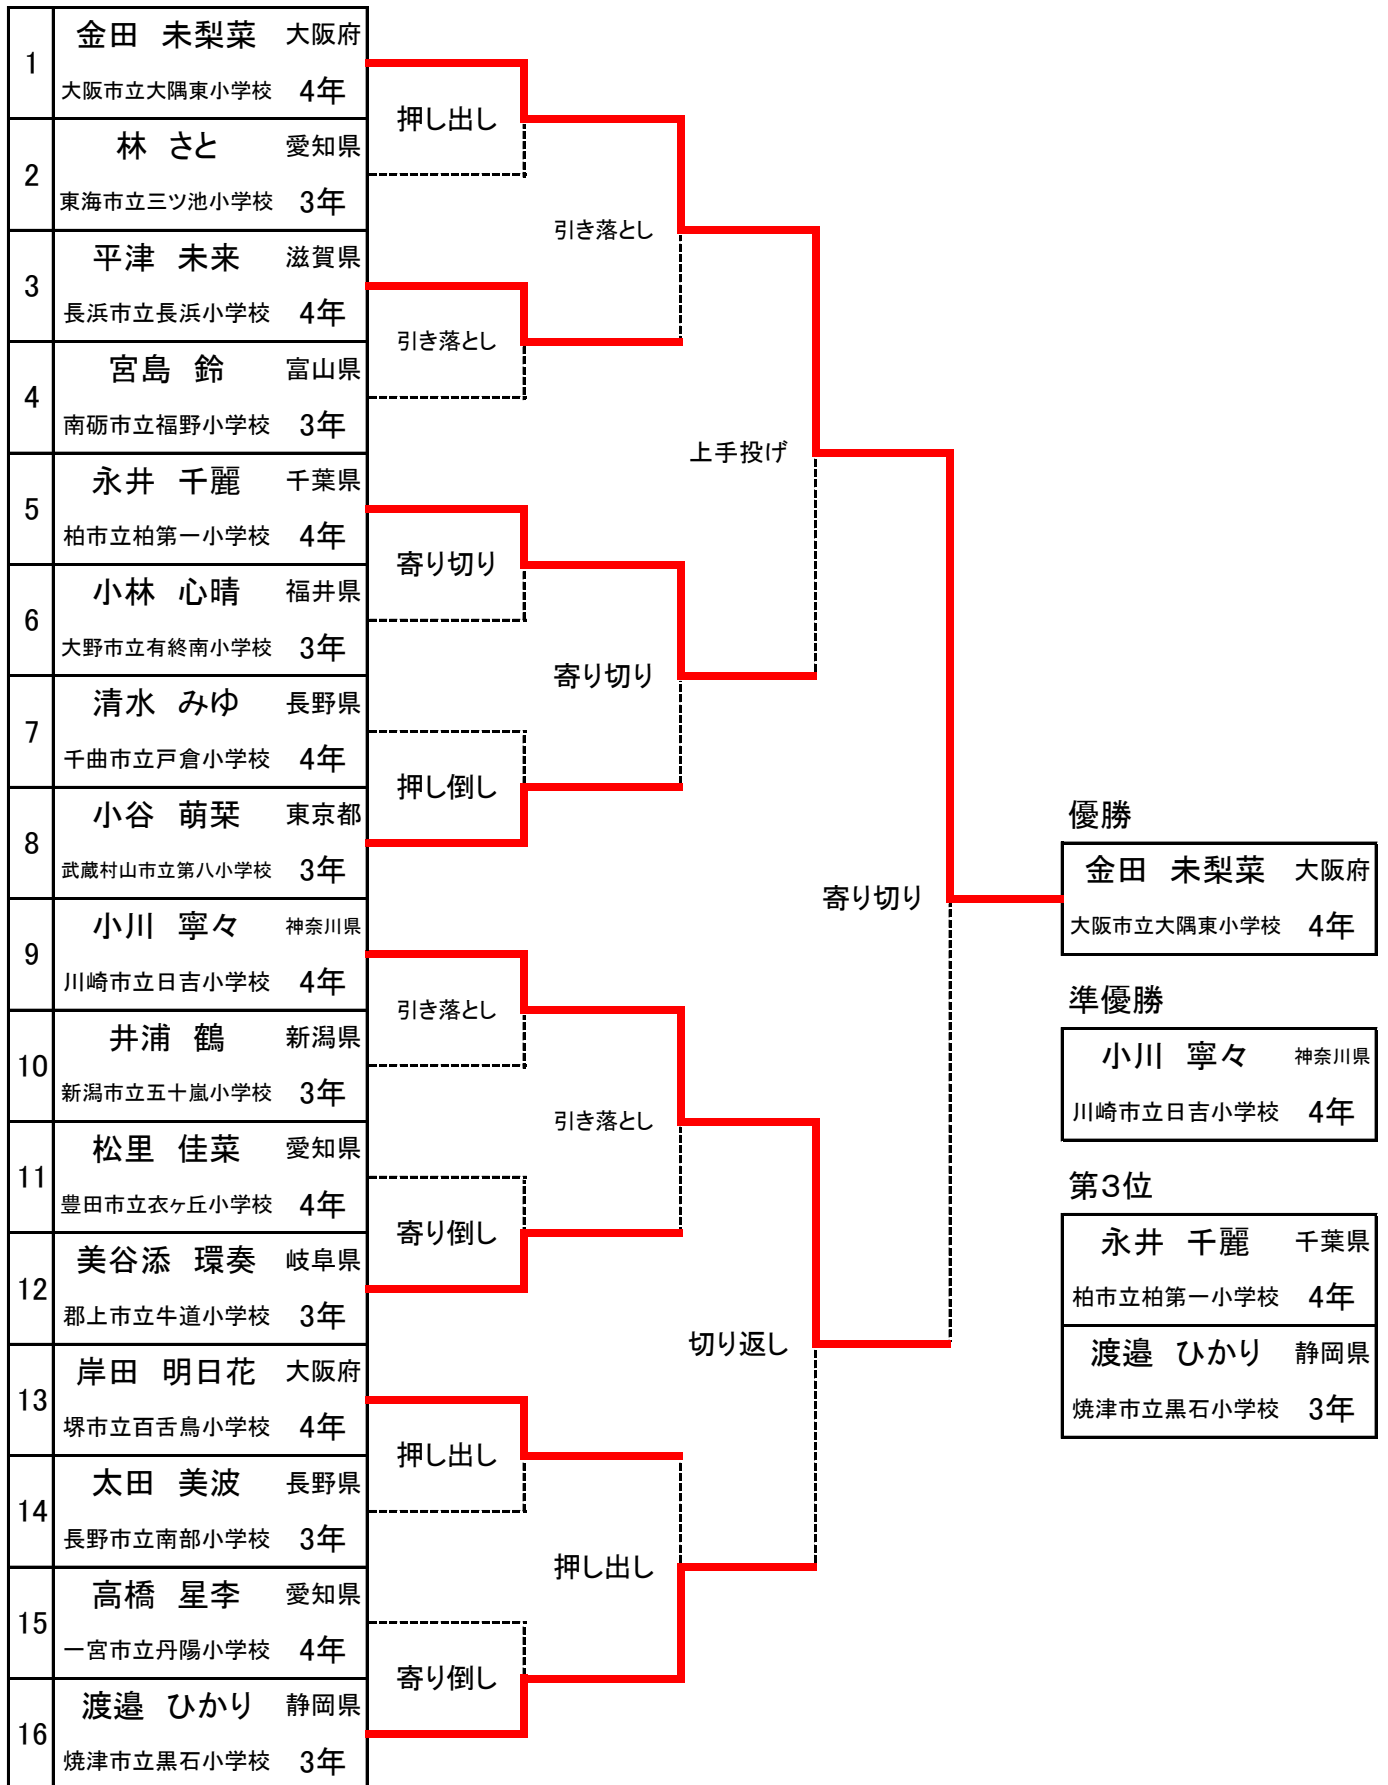 1
金田　未梨菜 大阪府
大阪市立大隅東小学校 4年
2
林　さと 愛知県
東海市立三ツ池小学校 3年
3
平津　未来 滋賀県
長浜市立長浜小学校 4年
4
宮島　鈴 富山県
南砺市立福野小学校 3年
5
永井　千麗 千葉県
柏市立柏第一小学校 4年
6
小林　心晴 福井県
大野市立有終南小学校 3年
7
清水　みゆ 長野県
千曲市立戸倉小学校 4年
8
小谷　萌栞 東京都
武蔵村山市立第八小学校 3年
9
小川　寧々 神奈川県
川崎市立日吉小学校 4年
10
井浦　鶴 新潟県
新潟市立五十嵐小学校 3年
11
松里　佳菜 愛知県
豊田市立衣ヶ丘小学校 4年
12
美谷添　環奏 岐阜県
郡上市立牛道小学校 3年
13
岸田　明日花 大阪府
堺市立百舌鳥小学校 4年
14
太田　美波 長野県
長野市立南部小学校 3年
15
高橋　星李 愛知県
一宮市立丹陽小学校 4年
16
渡邉　ひかり 静岡県
焼津市立黒石小学校 3年
押し出し
引き落とし
寄り切り
押し倒し
引き落とし
寄り倒し
押し出し
寄り倒し
引き落とし
寄り切り
引き落とし
押し出し
上手投げ
切り返し
寄り切り
優勝
金田　未梨菜 大阪府
大阪市立大隅東小学校 4年
準優勝
小川　寧々 神奈川県
川崎市立日吉小学校 4年
第3位
永井　千麗 千葉県
柏市立柏第一小学校 4年
渡邉　ひかり 静岡県
焼津市立黒石小学校 3年